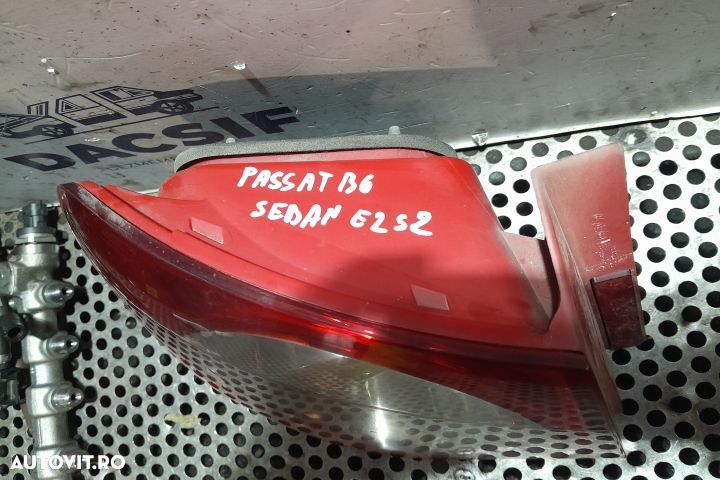 DACSIF
PASSAT B6
SEDAN E2S2
AUTOVIT.RO